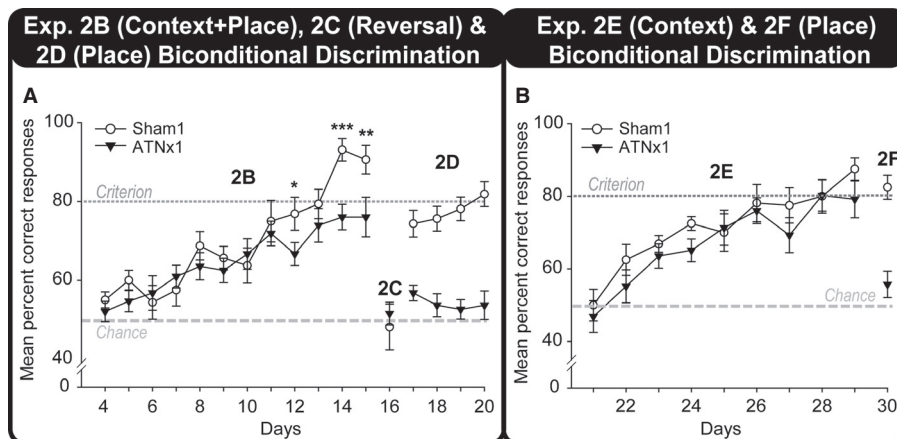 Exp. 2B (Context+Place), 2C (Reversal) &
2D (Place) Biconditional Discrimination
A
Mean percent correct responses
100
80
60
40
0
Sham1
ATNx1
Criterion
Chance
2B
2C
2D
*
***
**
4 6 8 10 12 14 16 18 20
Days
Exp. 2E (Context) & 2F (Place)
Biconditional Discrimination
B
Mean percent correct responses
100
80
60
40
0
Sham1
ATNx1
Criterion
Chance
2E
2F
22 24 26 28 30
Days